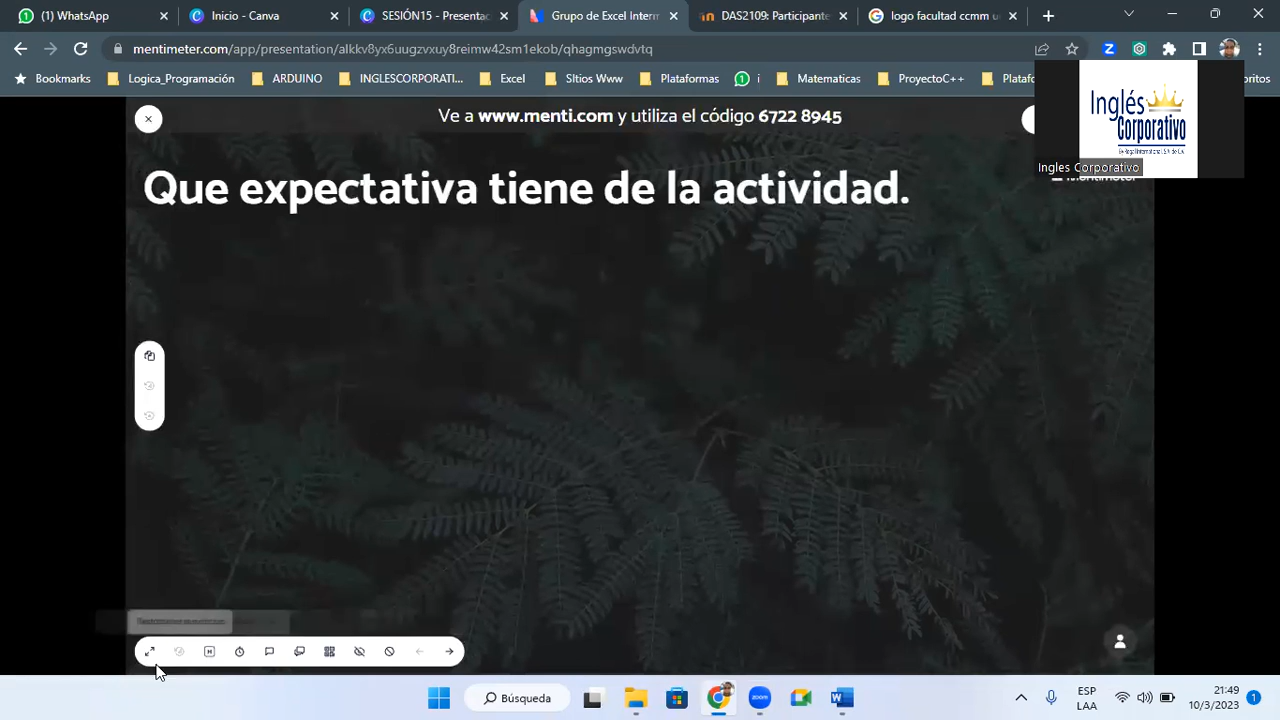 (1) WhatsApp
Inicio - Canva
SESIÓN15 - Presentac
Grupo de Excel Interm
DAS2109: Participante
logo facultad ccmm u
mentimeter.com/app/presentation/alkkv8yx6uugzvxuy8reimw42sm1ekob/qhagmgswdvtq
Bookmarks
Logica_Programación
ARDUINO
INGLESCORPORATI...
Excel
SItios Www
Plataformas
i
Matematicas
ProyectoC++
Platafo
oritos
Ve a www.menti.com y utiliza el código 6722 8945
Inglés
Corporativo
Ingles Corporativo
Que expectativa tiene de la actividad.
Búsqueda
ESP
LAA
21:49
10/3/2023
1